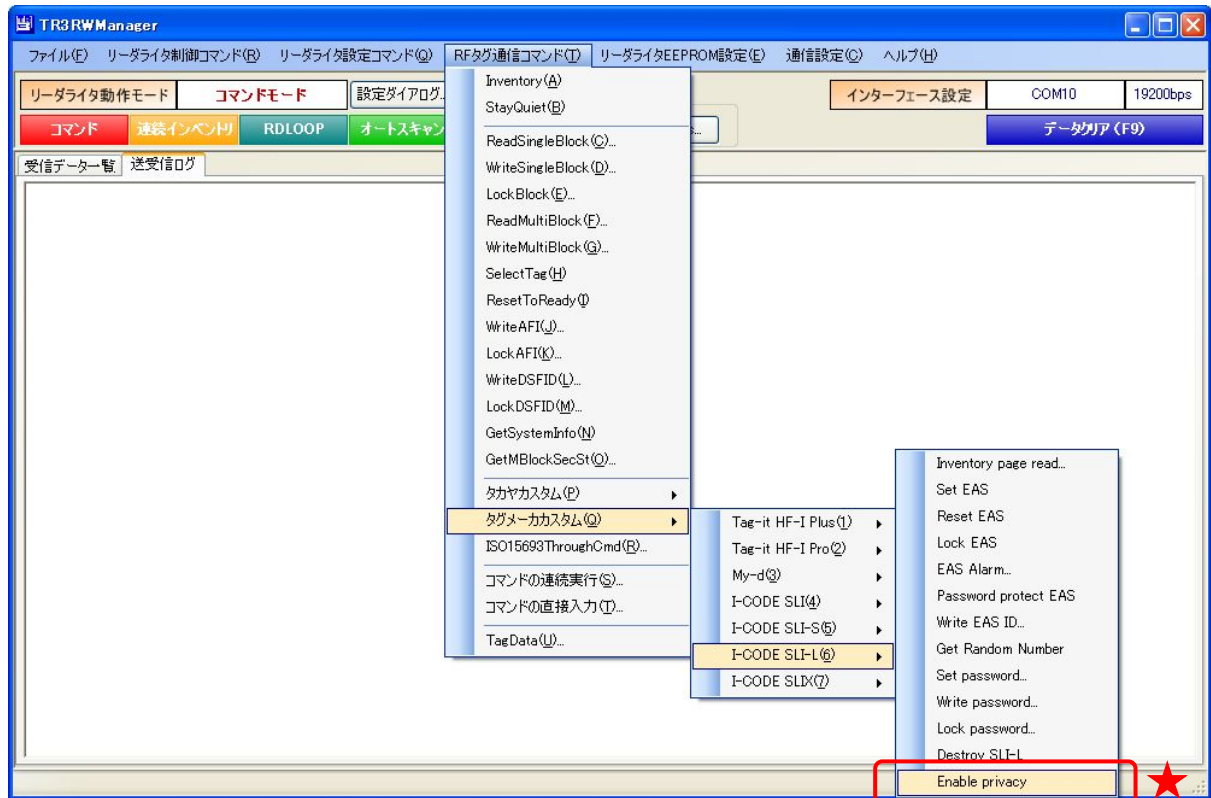 TR3RWManager
ファイル(F) リーダライタ制御コマンド(R) リーダライタ設定コマンド(Q) RFタグ通信コマンド(T) リーダライタEEPROM設定(E) 通信設定(C) ヘルプ(H)
リーダライタ動作モード コマンドモード 設定ダイアログ... インターフェース設定 COM10 19200bps
コマンド 連続インベントリ RDLOOP オートスキャン データクリア(F9)
受信データ一覧 送受信ログ
Inventory(A)
StayQuiet(B)
ReadSingleBlock(C)...
WriteSingleBlock(D)...
LockBlock(E)...
ReadMultiBlock(F)...
WriteMultiBlock(G)...
SelectTag(H)
ResetToReady(I)
WriteAFI(J)...
LockAFI(K)...
WriteDSFID(L)...
LockDSFID(M)...
GetSystemInfo(N)
GetMBlockSecSt(O)...
タカヤカスタム(P)
タグメーカカスタム(Q)
ISO15693ThroughCmd(R)...
コマンドの連続実行(S)...
コマンドの直接入力(T)...
TagData(U)...
Tag-it HF-I Plus(1)
Tag-it HF-I Pro(2)
My-d(3)
I-CODE SLI(4)
I-CODE SLI-S(5)
I-CODE SLI-L(6)
I-CODE SLIX(7)
Inventory page read...
Set EAS
Reset EAS
Lock EAS
EAS Alarm...
Password protect EAS
Write EAS ID...
Get Random Number
Set password...
Write password...
Lock password...
Destroy SLI-L
Enable privacy